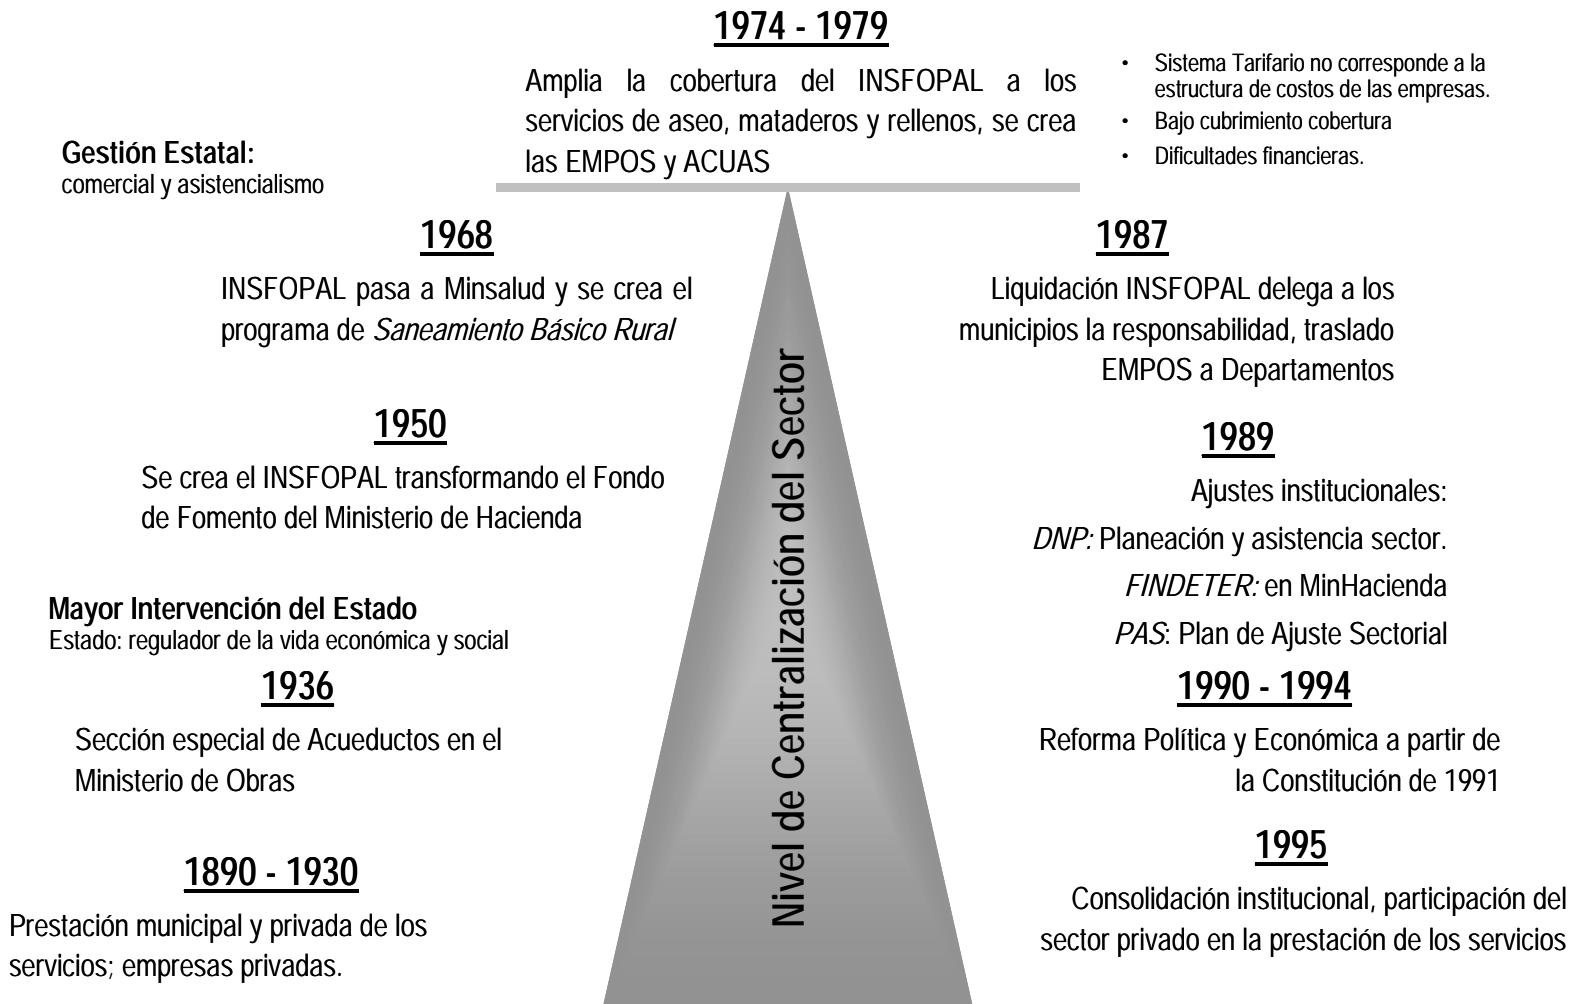 1974 - 1979
Amplia la cobertura del INSFOPAL a los
servicios de aseo, mataderos y rellenos, se crea
las EMPOS y ACUAS
• Sistema Tarifario no corresponde a la
estructura de costos de las empresas.
• Bajo cubrimiento cobertura
• Dificultades financieras.
Gestión Estatal:
comercial y asistencialismo
1968
INSFOPAL pasa a Minsalud y se crea el
programa de Saneamiento Básico Rural
1950
Se crea el INSFOPAL transformando el Fondo
de Fomento del Ministerio de Hacienda
Mayor Intervención del Estado
Estado: regulador de la vida económica y social
1936
Sección especial de Acueductos en el
Ministerio de Obras
1890 - 1930
Prestación municipal y privada de los
servicios; empresas privadas.
Nivel de Centralización del Sector
1987
Liquidación INSFOPAL delega a los
municipios la responsabilidad, traslado
EMPOS a Departamentos
1989
Ajustes institucionales:
DNP: Planeación y asistencia sector.
FINDETER: en MinHacienda
PAS: Plan de Ajuste Sectorial
1990 - 1994
Reforma Política y Económica a partir de
la Constitución de 1991
1995
Consolidación institucional, participación del
sector privado en la prestación de los servicios